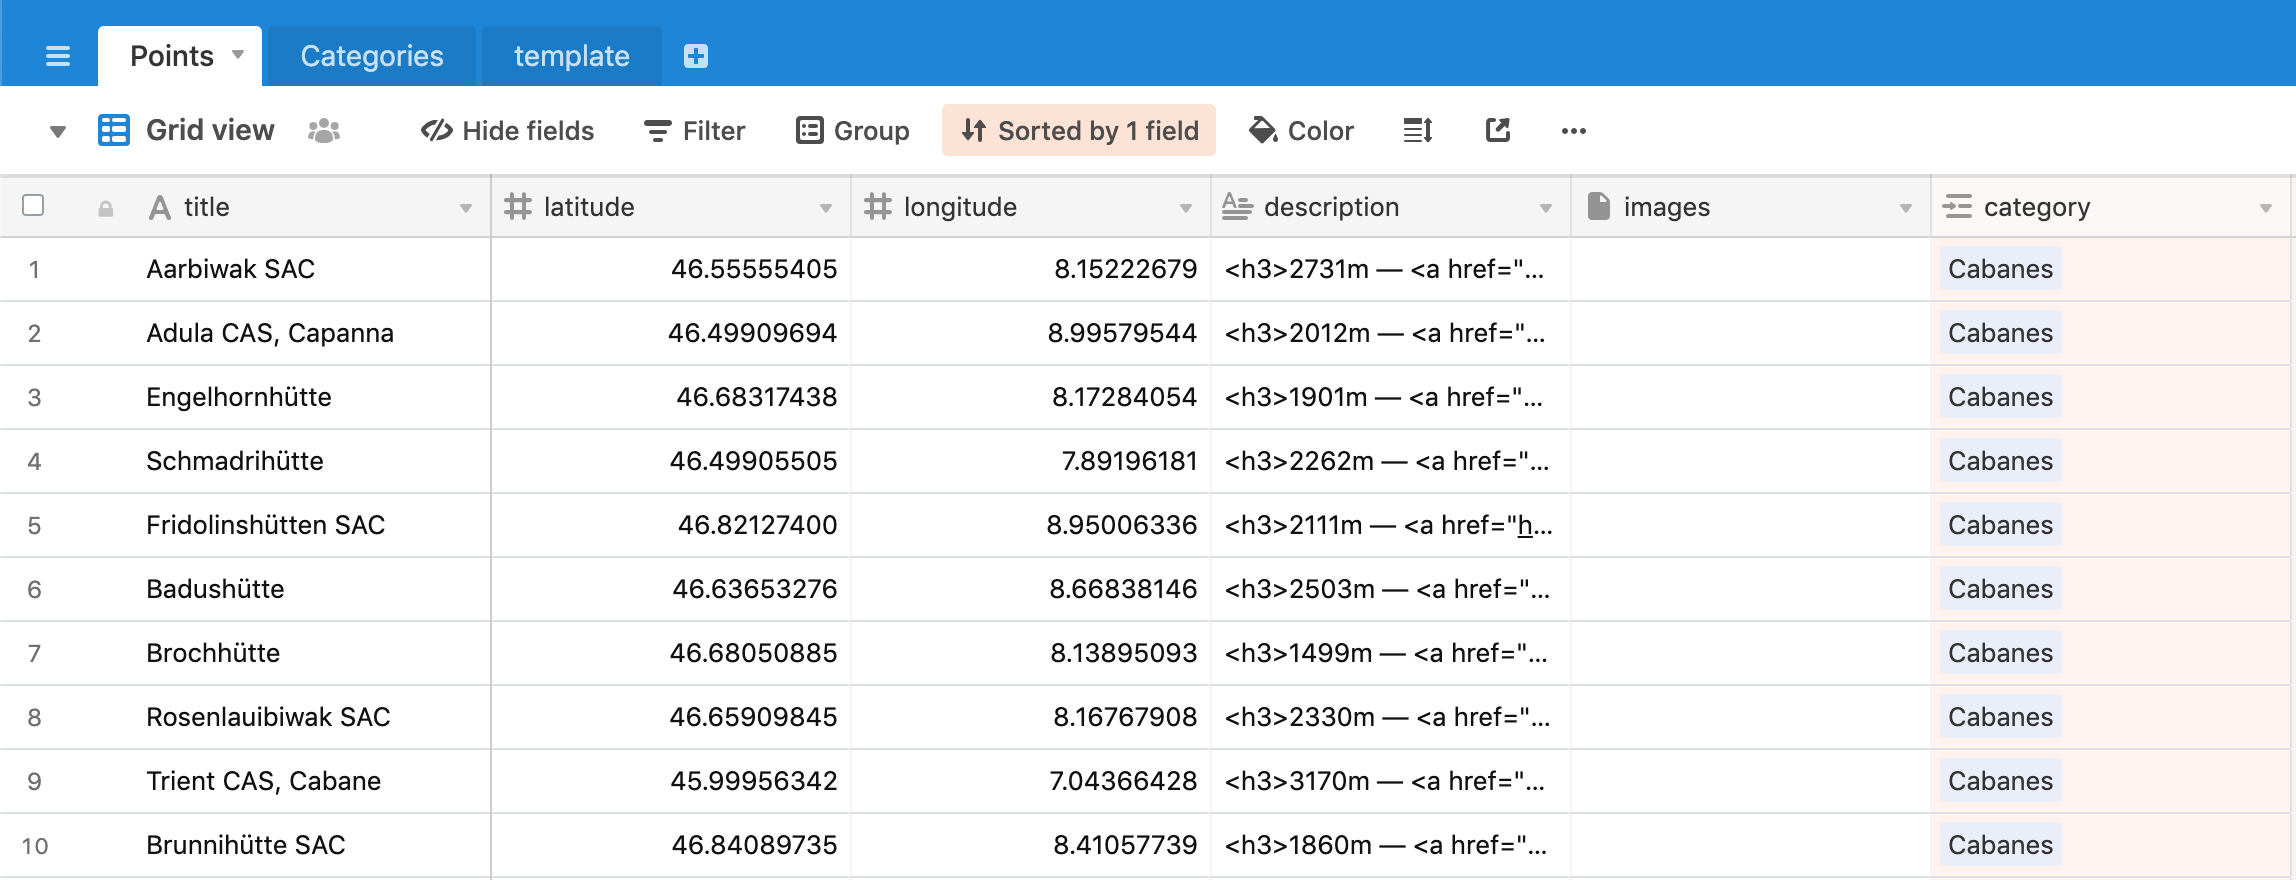 Points Categories template
Grid view Hide fields Filter Group Sorted by 1 field Color
title latitude longitude description images category
1 Aarbiwak SAC 46.55555405 8.15222679 <h3>2731m — <a href="... Cabanes
2 Adula CAS, Capanna 46.49909694 8.99579544 <h3>2012m — <a href="... Cabanes
3 Engelhornhütte 46.68317438 8.17284054 <h3>1901m — <a href="... Cabanes
4 Schmadrihütte 46.49905505 7.89196181 <h3>2262m — <a href="... Cabanes
5 Fridolinshütten SAC 46.82127400 8.95006336 <h3>2111m — <a href="h... Cabanes
6 Badushütte 46.63653276 8.66838146 <h3>2503m — <a href="... Cabanes
7 Brochhütte 46.68050885 8.13895093 <h3>1499m — <a href="... Cabanes
8 Rosenlauibiwak SAC 46.65909845 8.16767908 <h3>2330m — <a href="... Cabanes
9 Trient CAS, Cabane 45.99956342 7.04366428 <h3>3170m — <a href="... Cabanes
10 Brunnihütte SAC 46.84089735 8.41057739 <h3>1860m — <a href="... Cabanes